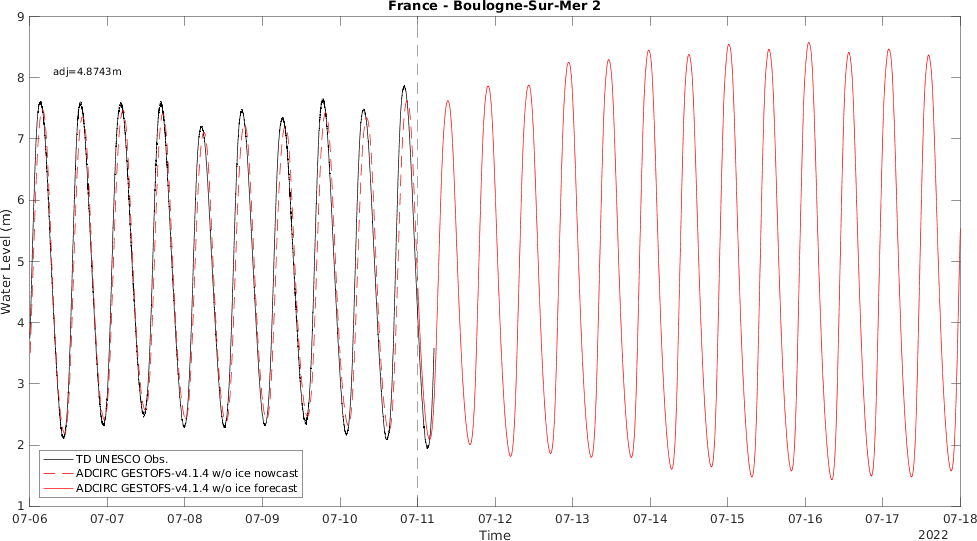 France - Boulogne-Sur-Mer 2
9
adj=4.8743m
8
7
6
5
4
3
2
1
Water Level (m)
TD UNESCO Obs.
ADCIRC GESTOFS-v4.1.4 w/o ice nowcast
ADCIRC GESTOFS-v4.1.4 w/o ice forecast
07-06 07-07 07-08 07-09 07-10 07-11 07-12 07-13 07-14 07-15 07-16 07-17 07-18
Time
2022